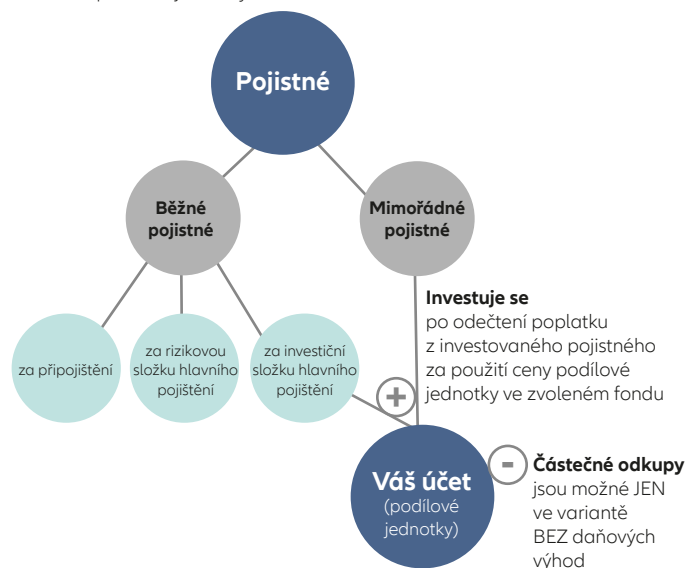 Pojistné
Běžné
pojistné
Mimořádné
pojistné
za připojištění
za rizikovou
složku hlavního
pojištění
za investiční
složku hlavního
pojištění
Investuje se
po odečtení poplatku
z investovaného pojistného
za použití ceny podílové
jednotky ve zvoleném fondu
+
Váš účet
(podílové
jednotky)
-
Částečné odkupy
jsou možné JEN
ve variantě
BEZ daňových
výhod